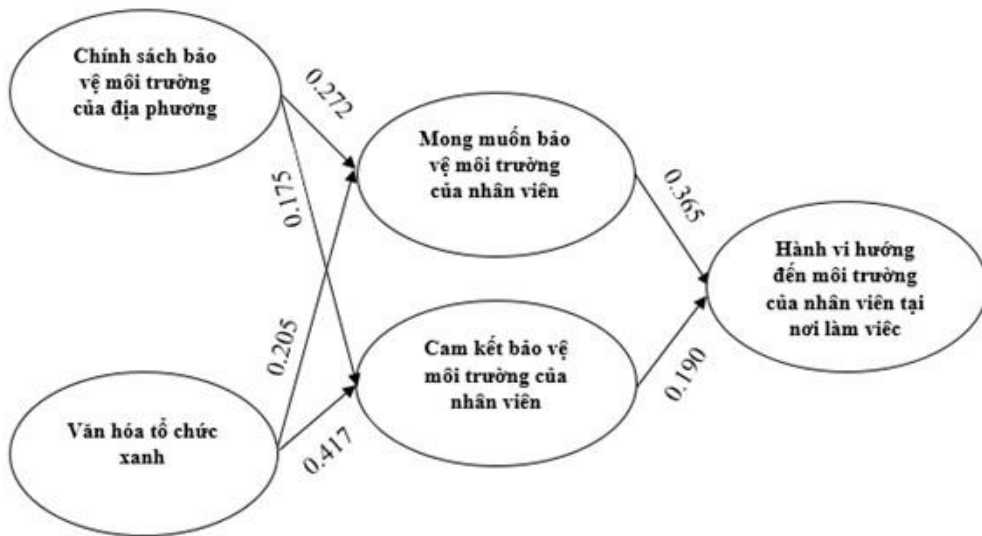 Chính sách bảo
vệ môi trường
của địa phương
0.272
0.175
Mong muốn bảo
vệ môi trường
của nhân viên
0.365
Hành vi hướng
đến môi trường
của nhân viên tại
nơi làm viêc
0.205
Cam kết bảo vệ
môi trường của
nhân viên
0.190
Văn hóa tổ chức
xanh
0.417